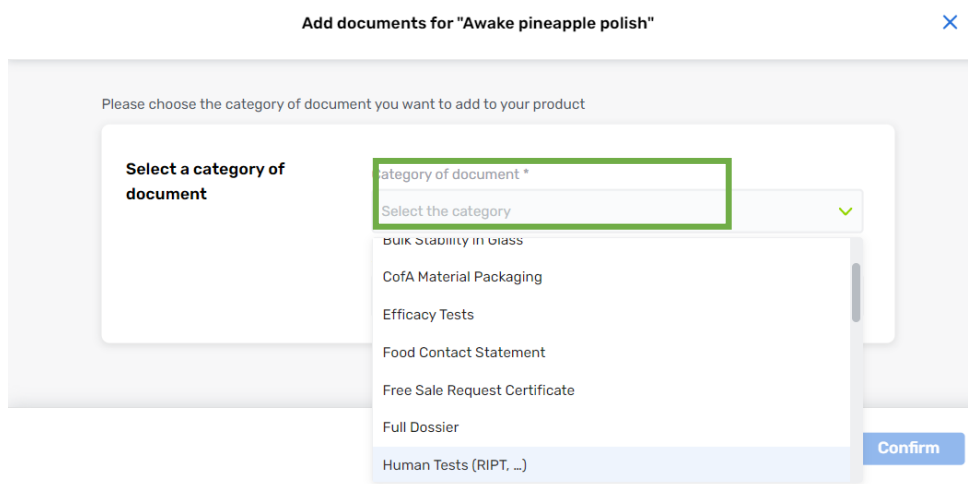 Add documents for "Awake pineapple polish"
Please choose the category of document you want to add to your product
Select a category of
document
Category of document *
Select the category
Bulk Stability in Glass
CofA Material Packaging
Efficacy Tests
Food Contact Statement
Free Sale Request Certificate
Full Dossier
Human Tests (RIPT, ...)
Confirm